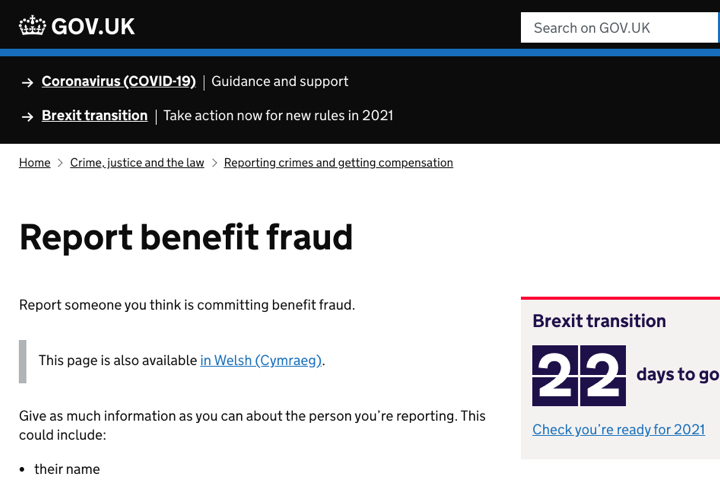 GOV.UK
Search on GOV.UK
→ Coronavirus (COVID-19) | Guidance and support
→ Brexit transition | Take action now for new rules in 2021
Home > Crime, justice and the law > Reporting crimes and getting compensation
Report benefit fraud
Report someone you think is committing benefit fraud.
This page is also available in Welsh (Cymraeg).
Give as much information as you can about the person you’re reporting. This
could include:
• their name
Brexit transition
22 days to go
Check you’re ready for 2021